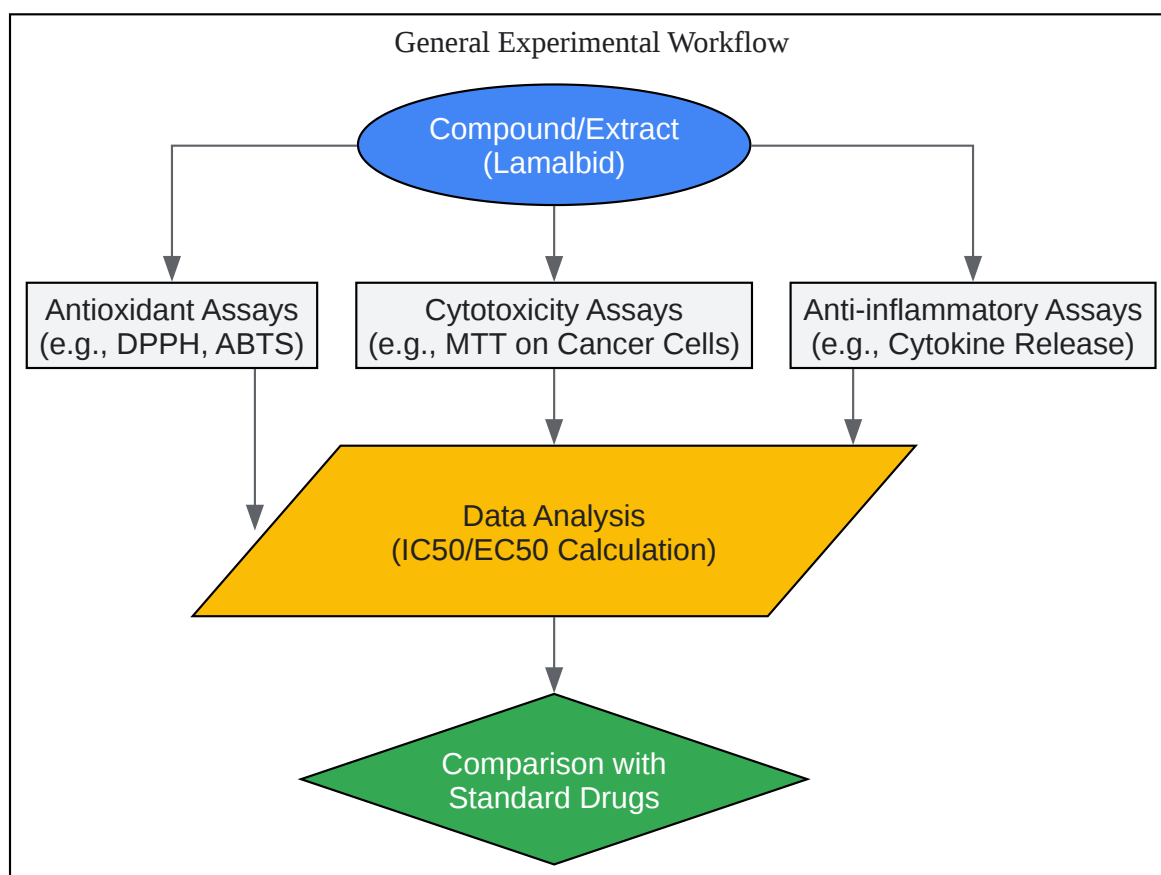 General Experimental Workflow
Compound/Extract
(Lamalbid)
Antioxidant Assays
(e.g., DPPH, ABTS)
Cytotoxicity Assays
(e.g., MTT on Cancer Cells)
Anti-inflammatory Assays
(e.g., Cytokine Release)
Data Analysis
(IC50/EC50 Calculation)
Comparison with
Standard Drugs